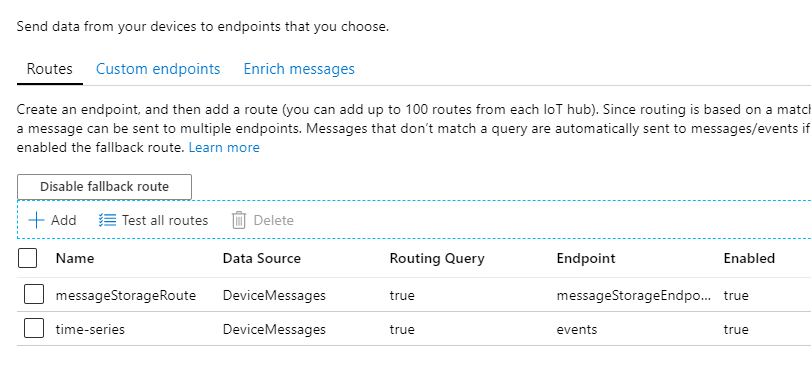 Send data from your devices to endpoints that you choose.
Routes Custom endpoints Enrich messages
Create an endpoint, and then add a route (you can add up to 100 routes from each IoT hub). Since routing is based on a
a message can be sent to multiple endpoints. Messages that don't match a query are automatically sent to messages/events if
enabled the fallback route. Learn more
Disable fallback route
Add Test all routes Delete
Name Data Source Routing Query Endpoint Enabled
messageStorageRoute DeviceMessages true messageStorageEndpo... true
time-series DeviceMessages true events true